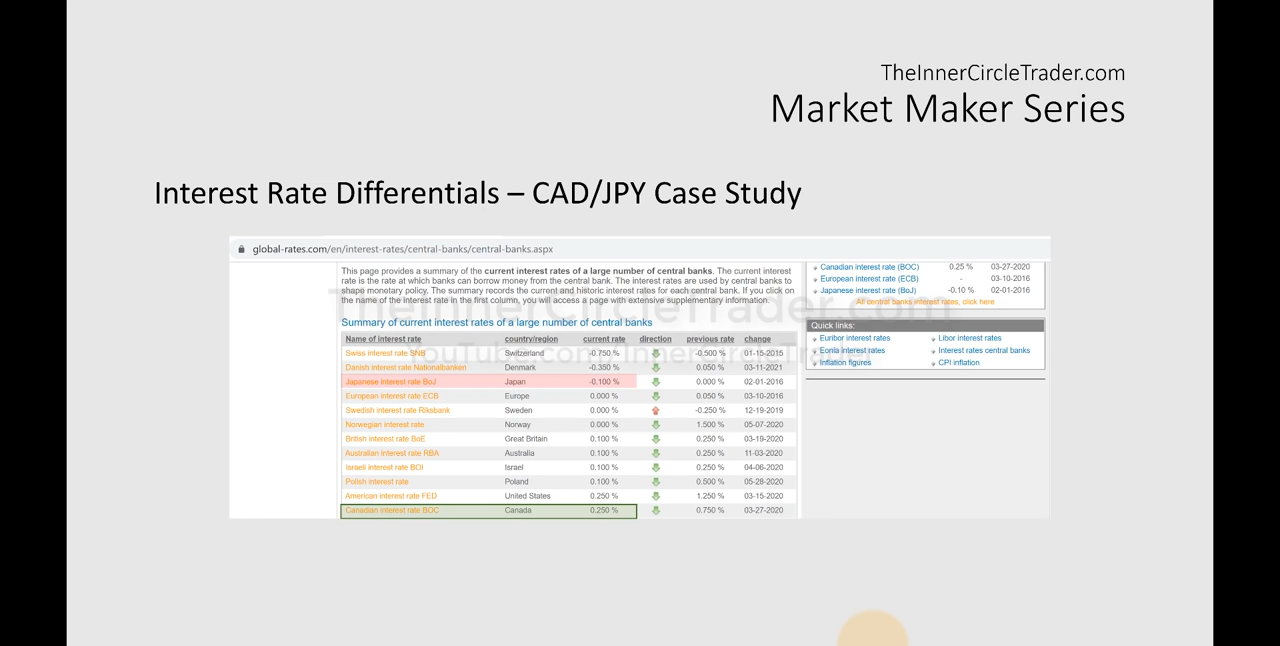 TheInnerCircleTrader.com
Market Maker Series
Interest Rate Differentials – CAD/JPY Case Study
global-rates.com/en/interest-rates/central-banks/central-banks.aspx
This page provides a summary of the current interest rates of a large number of central banks. The current interest
rate is the rate at which banks can borrow money from the central bank. The interest rates are used by central banks to
shape monetary policy. The summary records the current and historic interest rates for each central bank. If you click on
the name of the interest rate in the first column, you will access a page with extensive supplementary information.
Summary of current interest rates of a large number of central banks
Name of interest rate country/region current rate direction previous rate change
Swiss interest rate SNB Switzerland -0.750 % -0.500 % 01-15-2015
Danish interest rate Nationalbanken Denmark -0.350 % 0.050 % 03-11-2021
Japanese interest rate BoJ Japan -0.100 % 0.000 % 02-01-2016
European interest rate ECB Europe 0.000 % 0.050 % 03-10-2016
Swedish interest rate Riksbank Sweden 0.000 % -0.250 % 12-19-2019
Norwegian interest rate Norway 0.000 % 1.500 % 05-07-2020
British interest rate BoE Great Britain 0.100 % 0.250 % 03-19-2020
Australian interest rate RBA Australia 0.100 % 0.250 % 11-03-2020
Israeli interest rate BOI Israel 0.100 % 0.250 % 04-06-2020
Polish interest rate Poland 0.100 % 0.500 % 05-28-2020
American interest rate FED United States 0.250 % 1.250 % 03-15-2020
Canadian interest rate BOC Canada 0.250 % 0.750 % 03-27-2020
Canadian interest rate (BOC) 0.25 % 03-27-2020
European interest rate (ECB) - 03-10-2016
Japanese interest rate (BoJ) -0.10 % 02-01-2016
All central banks interest rates, click here
Quick links:
Euribor interest rates Libor interest rates
Eonia interest rates Interest rates central banks
Inflation figures CPI inflation
TheInnerCircleTrader.com
YouTube.com/InnerCircleTrader